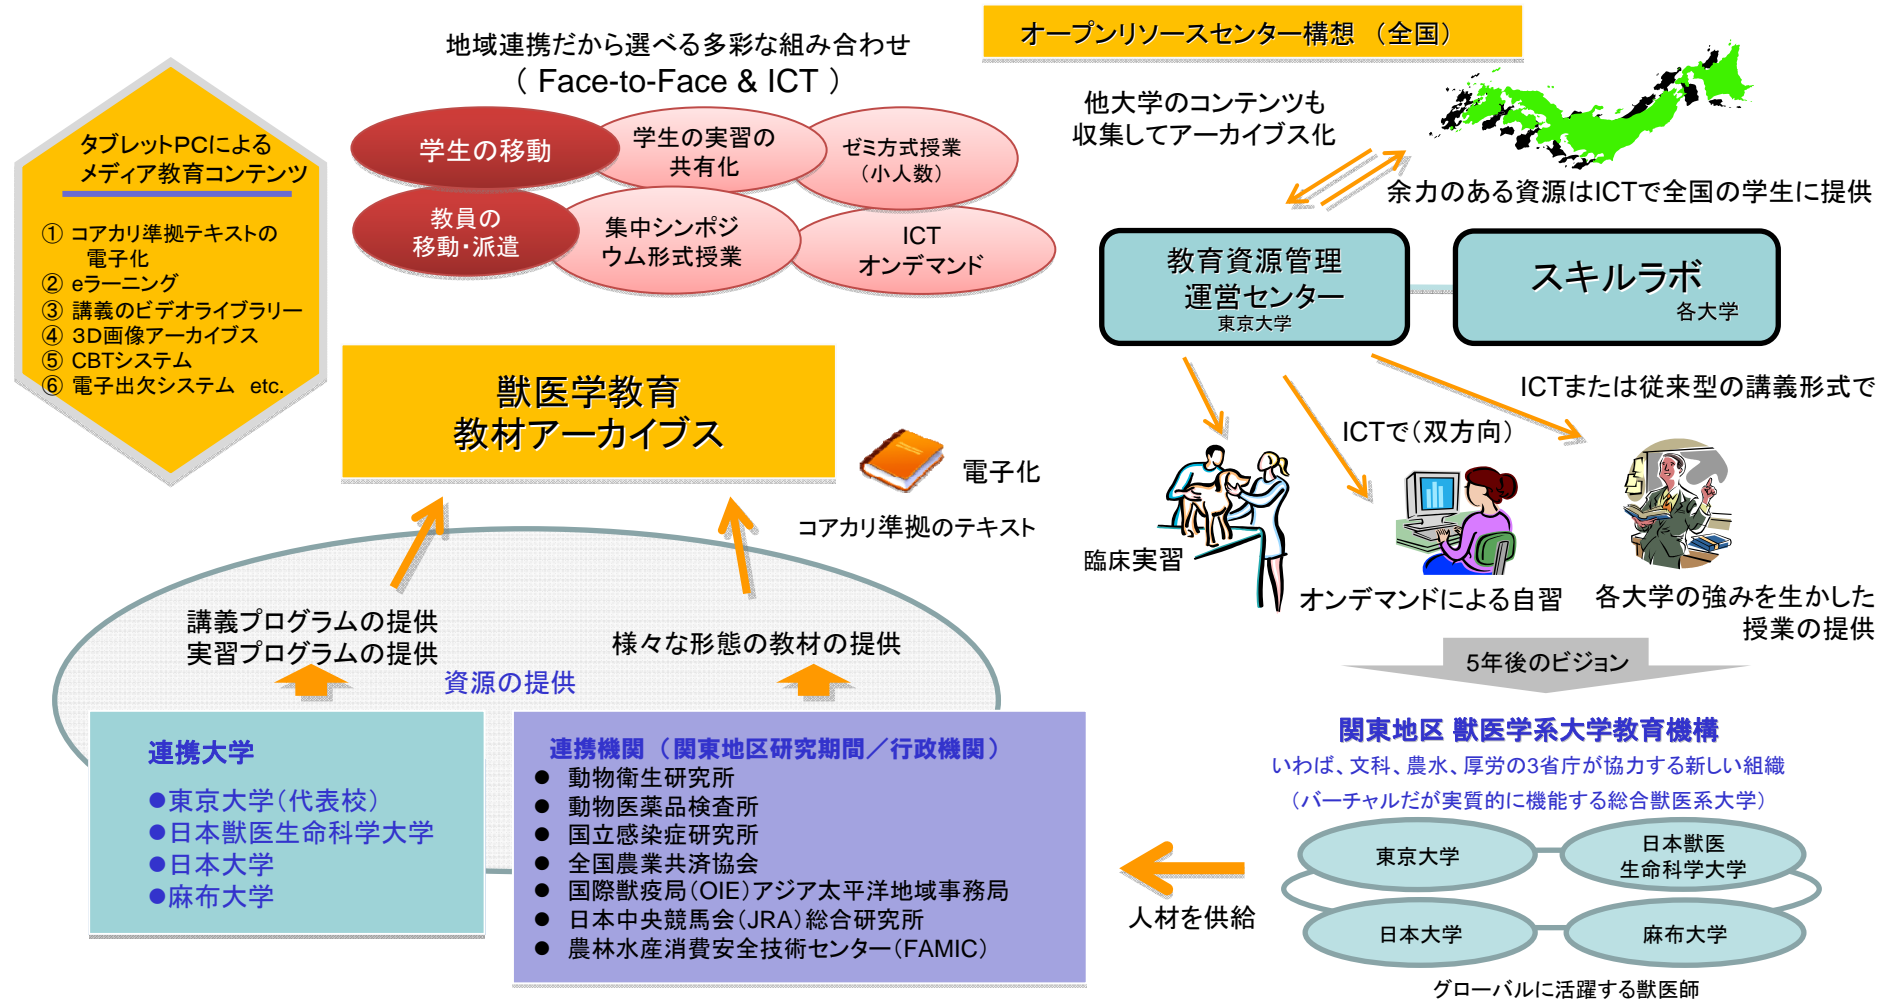 地域連携だから選べる多彩な組み合わせ
（ Face-to-Face & ICT ）
学生の移動
学生の実習の
共有化
ゼミ方式授業
（小人数）
教員の
移動・派遣
集中シンポジ
ウム形式授業
ICT
オンデマンド
タブレットPCによる
メディア教育コンテンツ
① コアカリ準拠テキストの
電子化
② eラーニング
③ 講義のビデオライブラリー
④ 3D画像アーカイブス
⑤ CBTシステム
⑥ 電子出欠システム etc.
獣医学教育
教材アーカイブス
電子化
コアカリ準拠のテキスト
講義プログラムの提供
実習プログラムの提供
様々な形態の教材の提供
資源の提供
連携大学
●東京大学（代表校）
●日本獣医生命科学大学
●日本大学
●麻布大学
連携機関（関東地区研究期間／行政機関）
● 動物衛生研究所
● 動物医薬品検査所
● 国立感染症研究所
● 全国農業共済協会
● 国際獣疫局（OIE）アジア太平洋地域事務局
● 日本中央競馬会（JRA）総合研究所
● 農林水産消費安全技術センター（FAMIC）
オープンリソースセンター構想 （全国）
他大学のコンテンツも
収集してアーカイブス化
余力のある資源はICTで全国の学生に提供
教育資源管理
運営センター
東京大学
スキルラボ
各大学
ICTまたは従来型の講義形式で
ICTで（双方向）
臨床実習
オンデマンドによる自習
各大学の強みを生かした
授業の提供
5年後のビジョン
関東地区 獣医学系大学教育機構
いわば、文科、農水、厚労の3省庁が協力する新しい組織
（バーチャルだが実質的に機能する総合獣医系大学）
東京大学
日本獣医
生命科学大学
日本大学
麻布大学
人材を供給
グローバルに活躍する獣医師